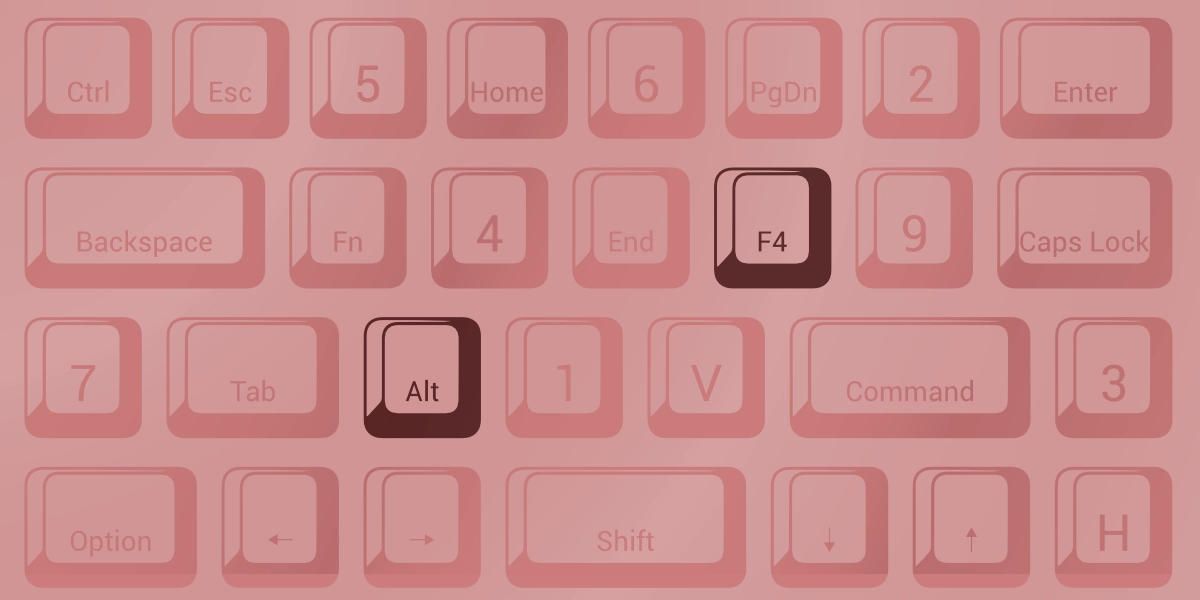 Ctrl Esc 5 Home 6 PgDn 2 Enter
Backspace Fn 4 End F4 9 Caps Lock
7 Tab Alt 1 V Command 3
Option ← → Shift ↓ ↑ H